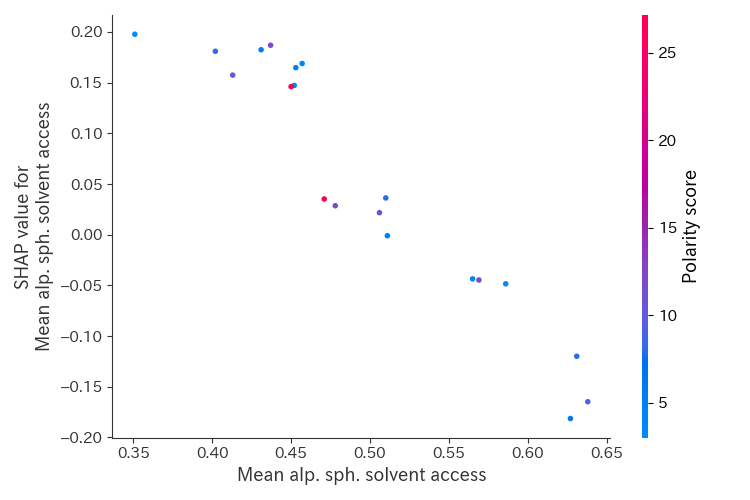 0.20
0.15
0.10
0.05
0.00
−0.05
−0.10
−0.15
−0.20
SHAP value for
Mean alp. sph. solvent access
0.35 0.40 0.45 0.50 0.55 0.60 0.65
Mean alp. sph. solvent access
25
20
15
10
5
Polarity score